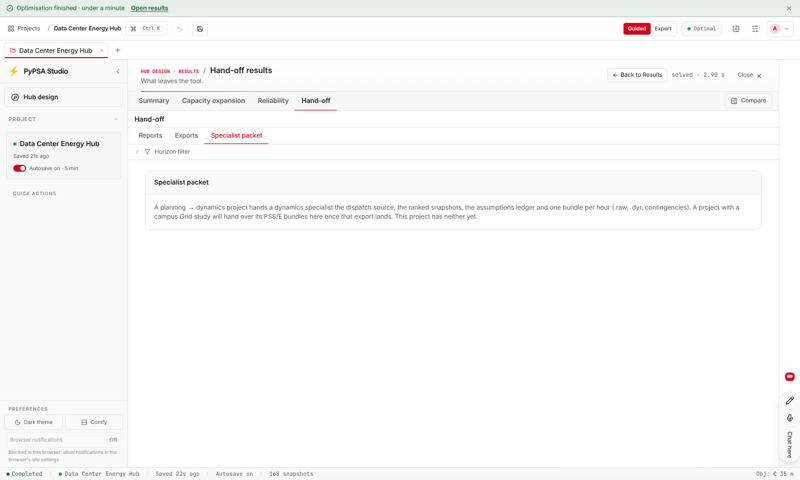 Optimisation finished · under a minute Open results
Projects / Data Center Energy Hub ⌘ Ctrl K Guided Expert Optimal A
Data Center Energy Hub × +
PyPSA Studio
Hub design
PROJECT
Data Center Energy Hub
Saved 21s ago
Autosave on · 5 min
QUICK ACTIONS
HUB DESIGN · RESULTS / Hand-off results
What leaves the tool.
← Back to Results solved · 2.90 s Close ×
Summary Capacity expansion Reliability Hand-off Compare
Hand-off
Reports Exports Specialist packet
Horizon filter
Specialist packet
A planning → dynamics project hands a dynamics specialist the dispatch source, the ranked snapshots, the assumptions ledger and one bundle per hour (.raw, .dyr, contingencies). A project with a
campus Grid study will hand over its PSS/E bundles here once that export lands. This project has neither yet.
PREFERENCES
Dark theme Comfy
Browser notifications Off
Blocked in this browser: allow notifications in the
browser's site settings
Chat here
Completed Data Center Energy Hub Saved 22s ago Autosave on 168 snapshots Obj: € 35 m